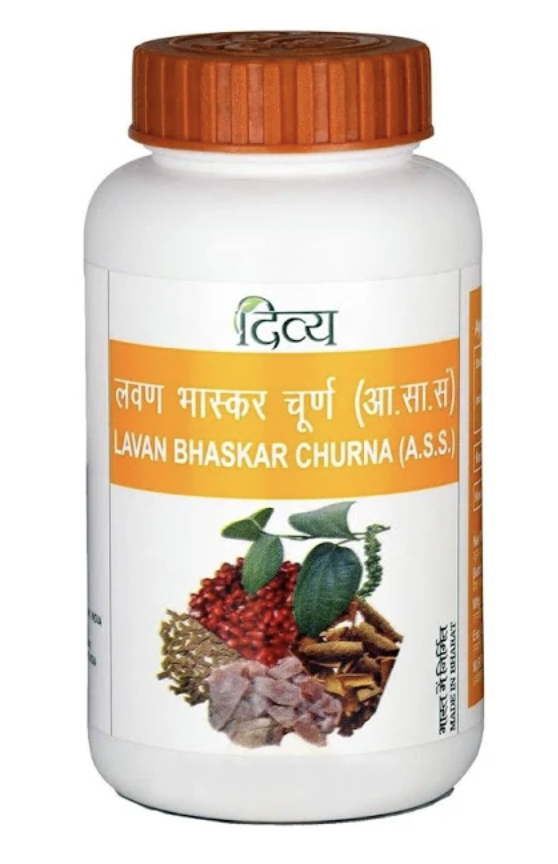 दिव्य
लवण भास्कर चूर्ण (आ.सा.सं)
LAVAN BHASKAR CHURNA (A.S.S.)
भारत में निर्मित
MADE IN BHARAT